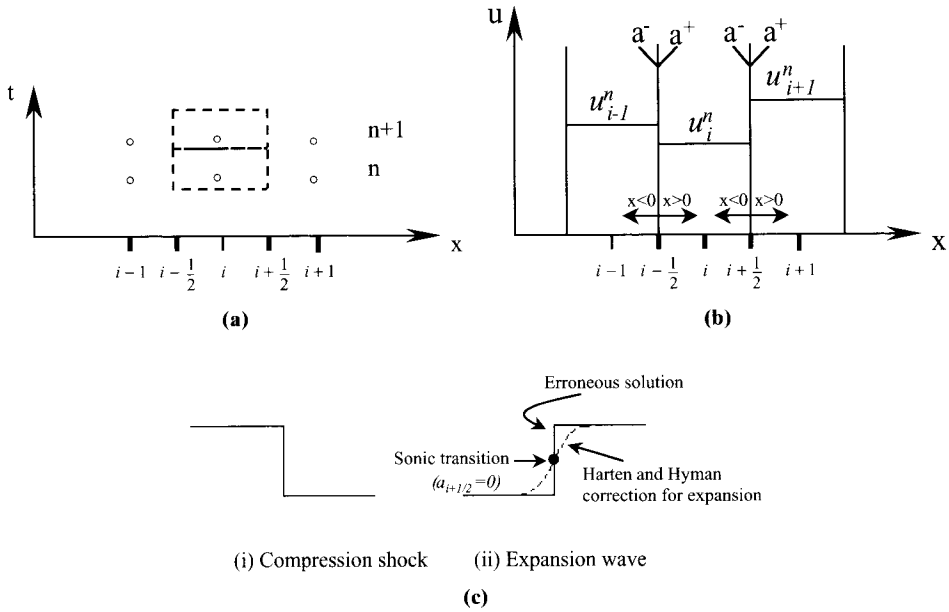 t
n+1
n
x
i − 1 i − 1/2 i i + 1/2 i + 1
(a)
u
a⁻ a⁺ a⁻ a⁺
uⁿᵢ₋₁ uⁿᵢ uⁿᵢ₊₁
x<0 x>0 x<0 x>0
x
i − 1 i − 1/2 i i + 1/2 i + 1
(b)
Erroneous solution
Sonic transition
(a_{i+1/2}=0)
Harten and Hyman
correction for expansion
(i) Compression shock (ii) Expansion wave
(c)